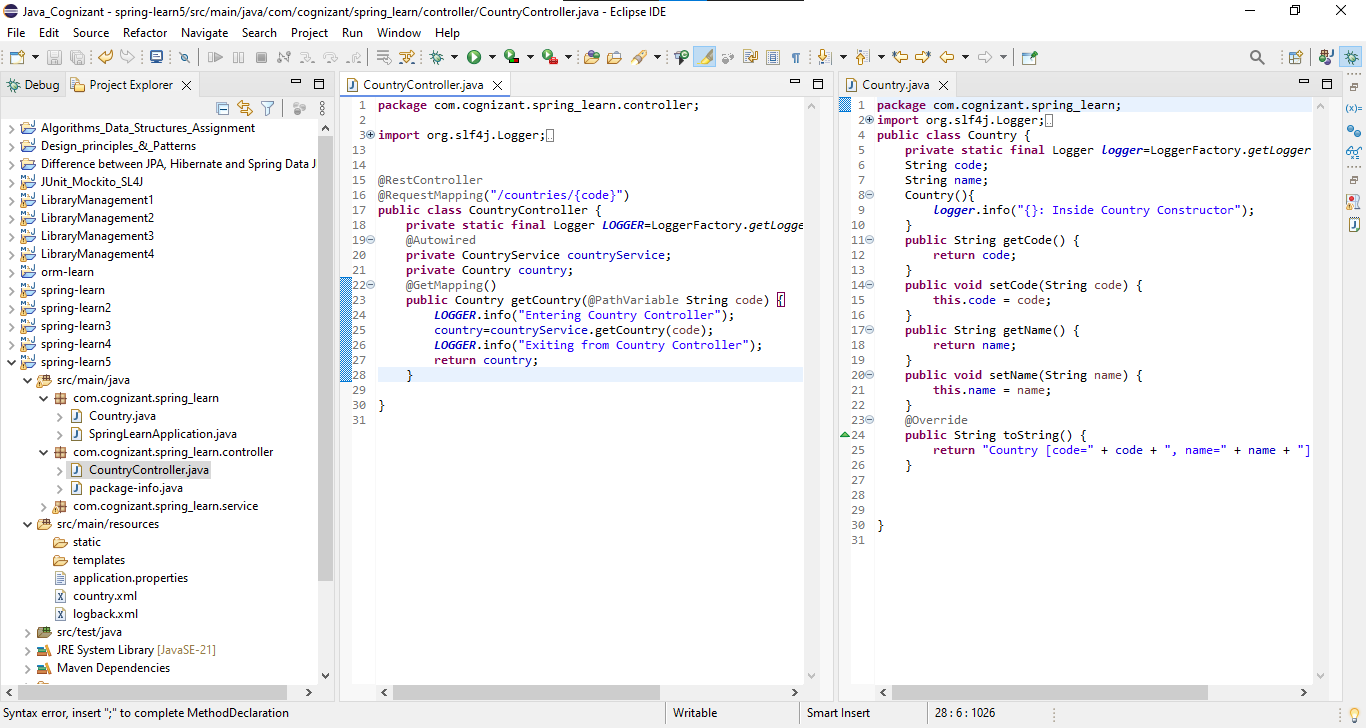 Java_Cognizant - spring-learn5/src/main/java/com/cognizant/spring_learn/controller/CountryController.java - Eclipse IDE
File Edit Source Refactor Navigate Search Project Run Window Help
Debug Project Explorer
Algorithms_Data_Structures_Assignment
Design_principles_&_Patterns
Difference between JPA, Hibernate and Spring Data J
JUnit_Mockito_SL4J
LibraryManagement1
LibraryManagement2
LibraryManagement3
LibraryManagement4
orm-learn
spring-learn
spring-learn2
spring-learn3
spring-learn4
spring-learn5
src/main/java
com.cognizant.spring_learn
Country.java
SpringLearnApplication.java
com.cognizant.spring_learn.controller
CountryController.java
package-info.java
com.cognizant.spring_learn.service
src/main/resources
static
templates
application.properties
country.xml
logback.xml
src/test/java
JRE System Library [JavaSE-21]
Maven Dependencies
CountryController.java
1 package com.cognizant.spring_learn.controller;
2
3 import org.slf4j.Logger;
13
14
15 @RestController
16 @RequestMapping("/countries/{code}")
17 public class CountryController {
18 private static final Logger LOGGER=LoggerFactory.getLogge
19 @Autowired
20 private CountryService countryService;
21 private Country country;
22 @GetMapping()
23 public Country getCountry(@PathVariable String code) {
24 LOGGER.info("Entering Country Controller");
25 country=countryService.getCountry(code);
26 LOGGER.info("Exiting from Country Controller");
27 return country;
28 }
29
30 }
31
Country.java
1 package com.cognizant.spring_learn;
2 import org.slf4j.Logger;
4 public class Country {
5 private static final Logger logger=LoggerFactory.getLogger
6 String code;
7 String name;
8 Country(){
9 logger.info("{}: Inside Country Constructor");
10 }
11 public String getCode() {
12 return code;
13 }
14 public void setCode(String code) {
15 this.code = code;
16 }
17 public String getName() {
18 return name;
19 }
20 public void setName(String name) {
21 this.name = name;
22 }
23 @Override
24 public String toString() {
25 return "Country [code=" + code + ", name=" + name + "]
26 }
27
28
29
30 }
31
Syntax error, insert ";" to complete MethodDeclaration Writable Smart Insert 28 : 6 : 1026